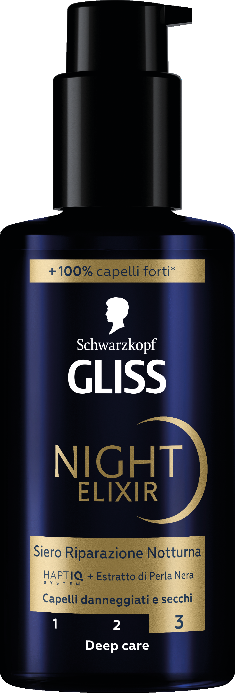 +100% capelli forti*
Schwarzkopf
GLISS
NIGHT
ELIXIR
Siero Riparazione Notturna
HAPTIQ + Estratto di Perla Nera
SYSTEM
Capelli danneggiati e secchi
1 2 3
Deep care